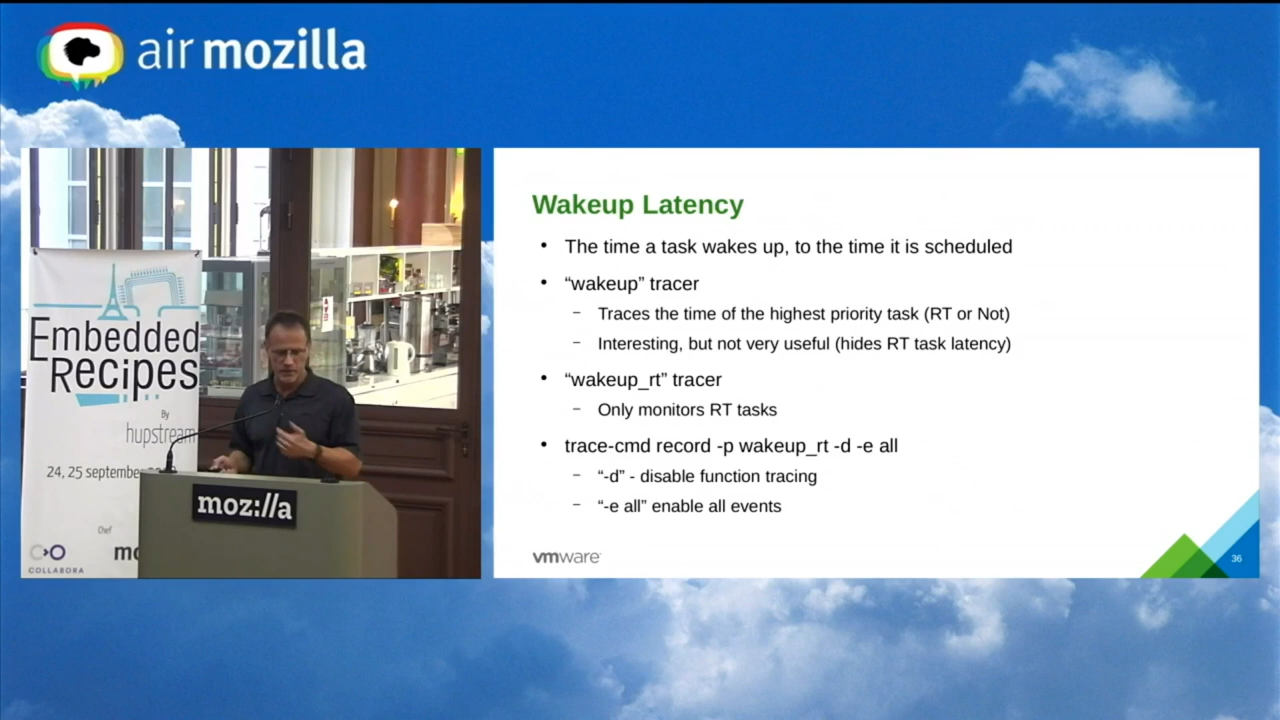 air mozilla
Embedded
Recipes
By
hupstream
24, 25 september
Chef
COLLABORA
moz://a
Wakeup Latency
• The time a task wakes up, to the time it is scheduled
• “wakeup” tracer
– Traces the time of the highest priority task (RT or Not)
– Interesting, but not very useful (hides RT task latency)
• “wakeup_rt” tracer
– Only monitors RT tasks
• trace-cmd record -p wakeup_rt -d -e all
– “-d” - disable function tracing
– “-e all” enable all events
vmware
36